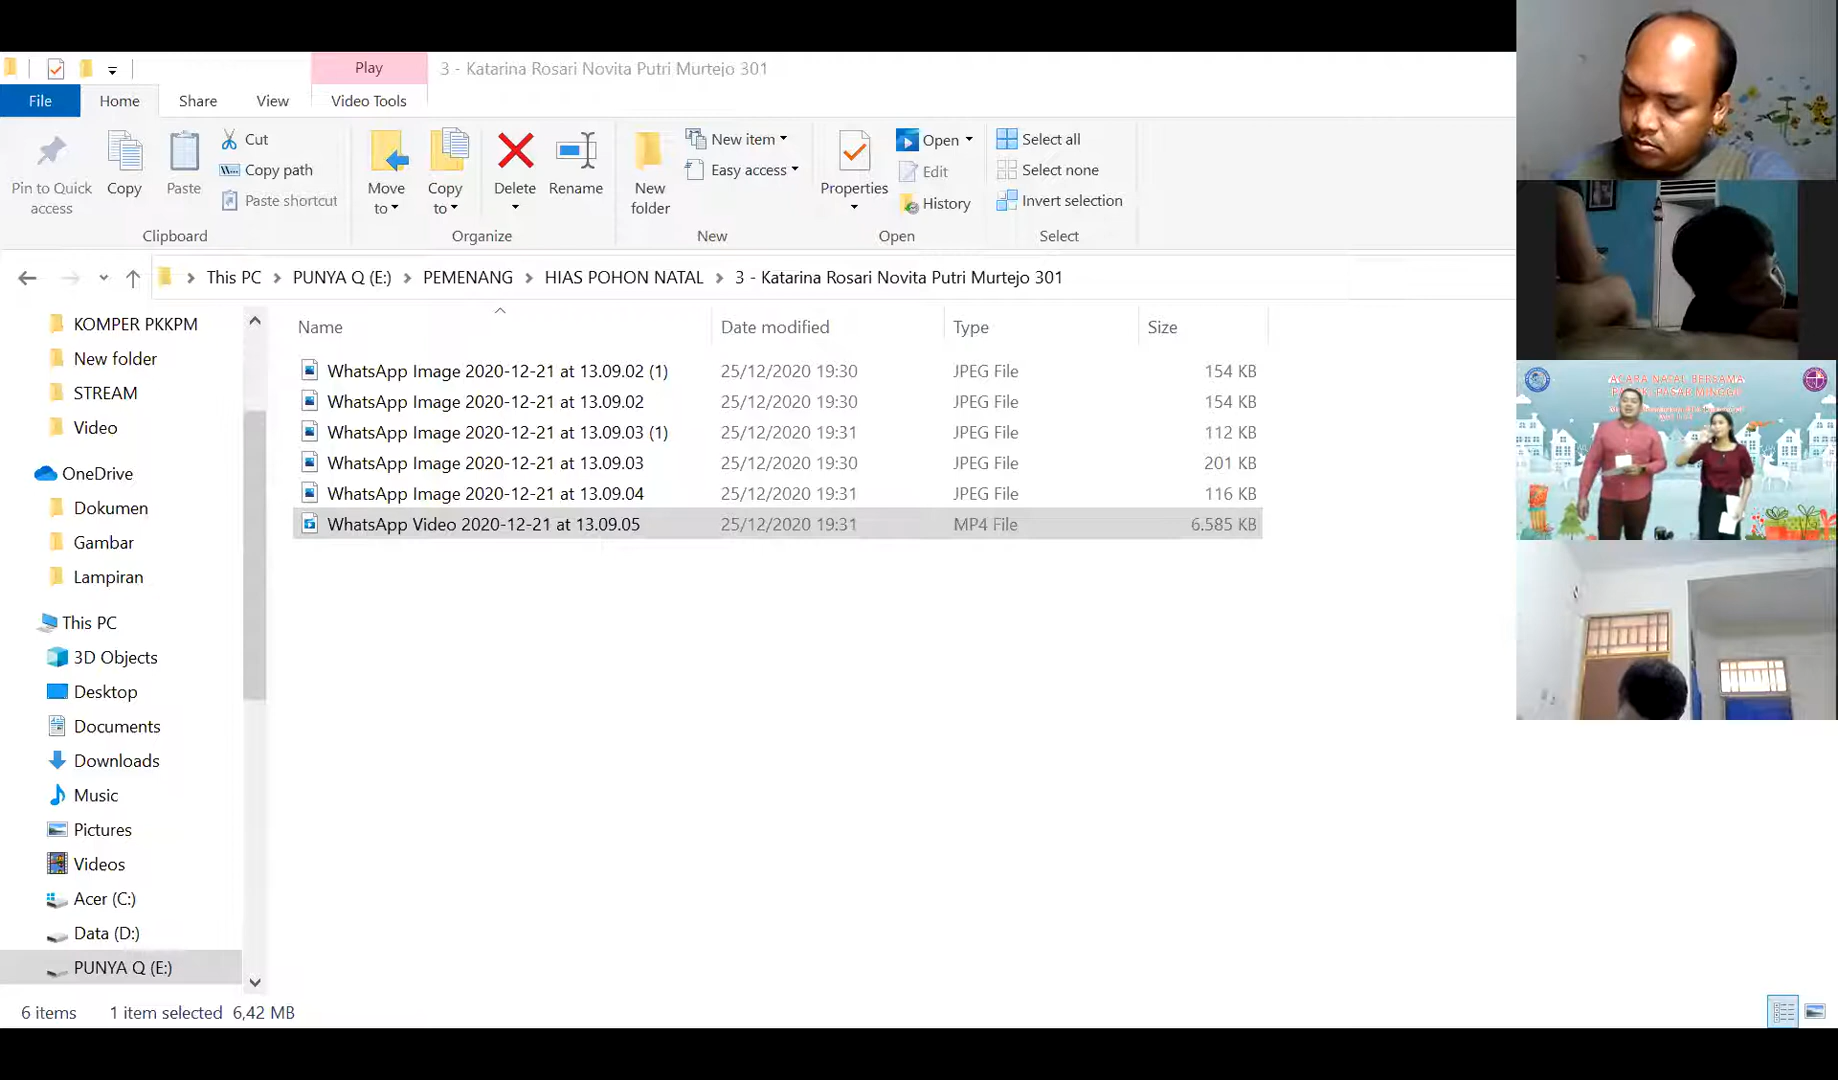 Play
3 - Katarina Rosari Novita Putri Murtejo 301
File
Home
Share
View
Video Tools
Pin to Quick access
Copy
Paste
Cut
Copy path
Paste shortcut
Clipboard
Move to
Copy to
Delete
Rename
Organize
New folder
New item
Easy access
New
Properties
Open
Edit
History
Open
Select all
Select none
Invert selection
Select
This PC
PUNYA Q (E:)
PEMENANG
HIAS POHON NATAL
3 - Katarina Rosari Novita Putri Murtejo 301
KOMPER PKKPM
New folder
STREAM
Video
OneDrive
Dokumen
Gambar
Lampiran
This PC
3D Objects
Desktop
Documents
Downloads
Music
Pictures
Videos
Acer (C:)
Data (D:)
PUNYA Q (E:)
Name Date modified Type Size
WhatsApp Image 2020-12-21 at 13.09.02 (1) 25/12/2020 19:30 JPEG File 154 KB
WhatsApp Image 2020-12-21 at 13.09.02 25/12/2020 19:30 JPEG File 154 KB
WhatsApp Image 2020-12-21 at 13.09.03 (1) 25/12/2020 19:31 JPEG File 112 KB
WhatsApp Image 2020-12-21 at 13.09.03 25/12/2020 19:30 JPEG File 201 KB
WhatsApp Image 2020-12-21 at 13.09.04 25/12/2020 19:31 JPEG File 116 KB
WhatsApp Video 2020-12-21 at 13.09.05 25/12/2020 19:31 MP4 File 6.585 KB
6 items 1 item selected 6,42 MB
ACARA NATAL BERSAMA
PASAR MINGGU